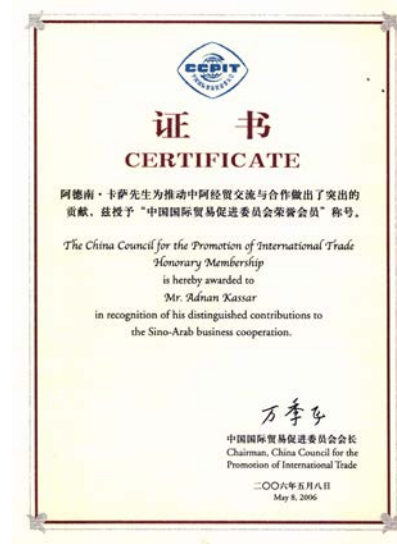 CCPIT
证 书
CERTIFICATE
阿德南·卡萨先生为推动中阿经贸交流与合作做出了突出的
贡献，兹授予“中国国际贸易促进委员会荣誉会员”称号。
The China Council for the Promotion of International Trade
Honorary Membership
is hereby awarded to
Mr. Adnan Kassar
in recognition of his distinguished contributions to
the Sino-Arab business cooperation.
万季飞
中国国际贸易促进委员会会长
Chairman, China Council for the
Promotion of International Trade
二〇〇六年五月八日
May 8, 2006